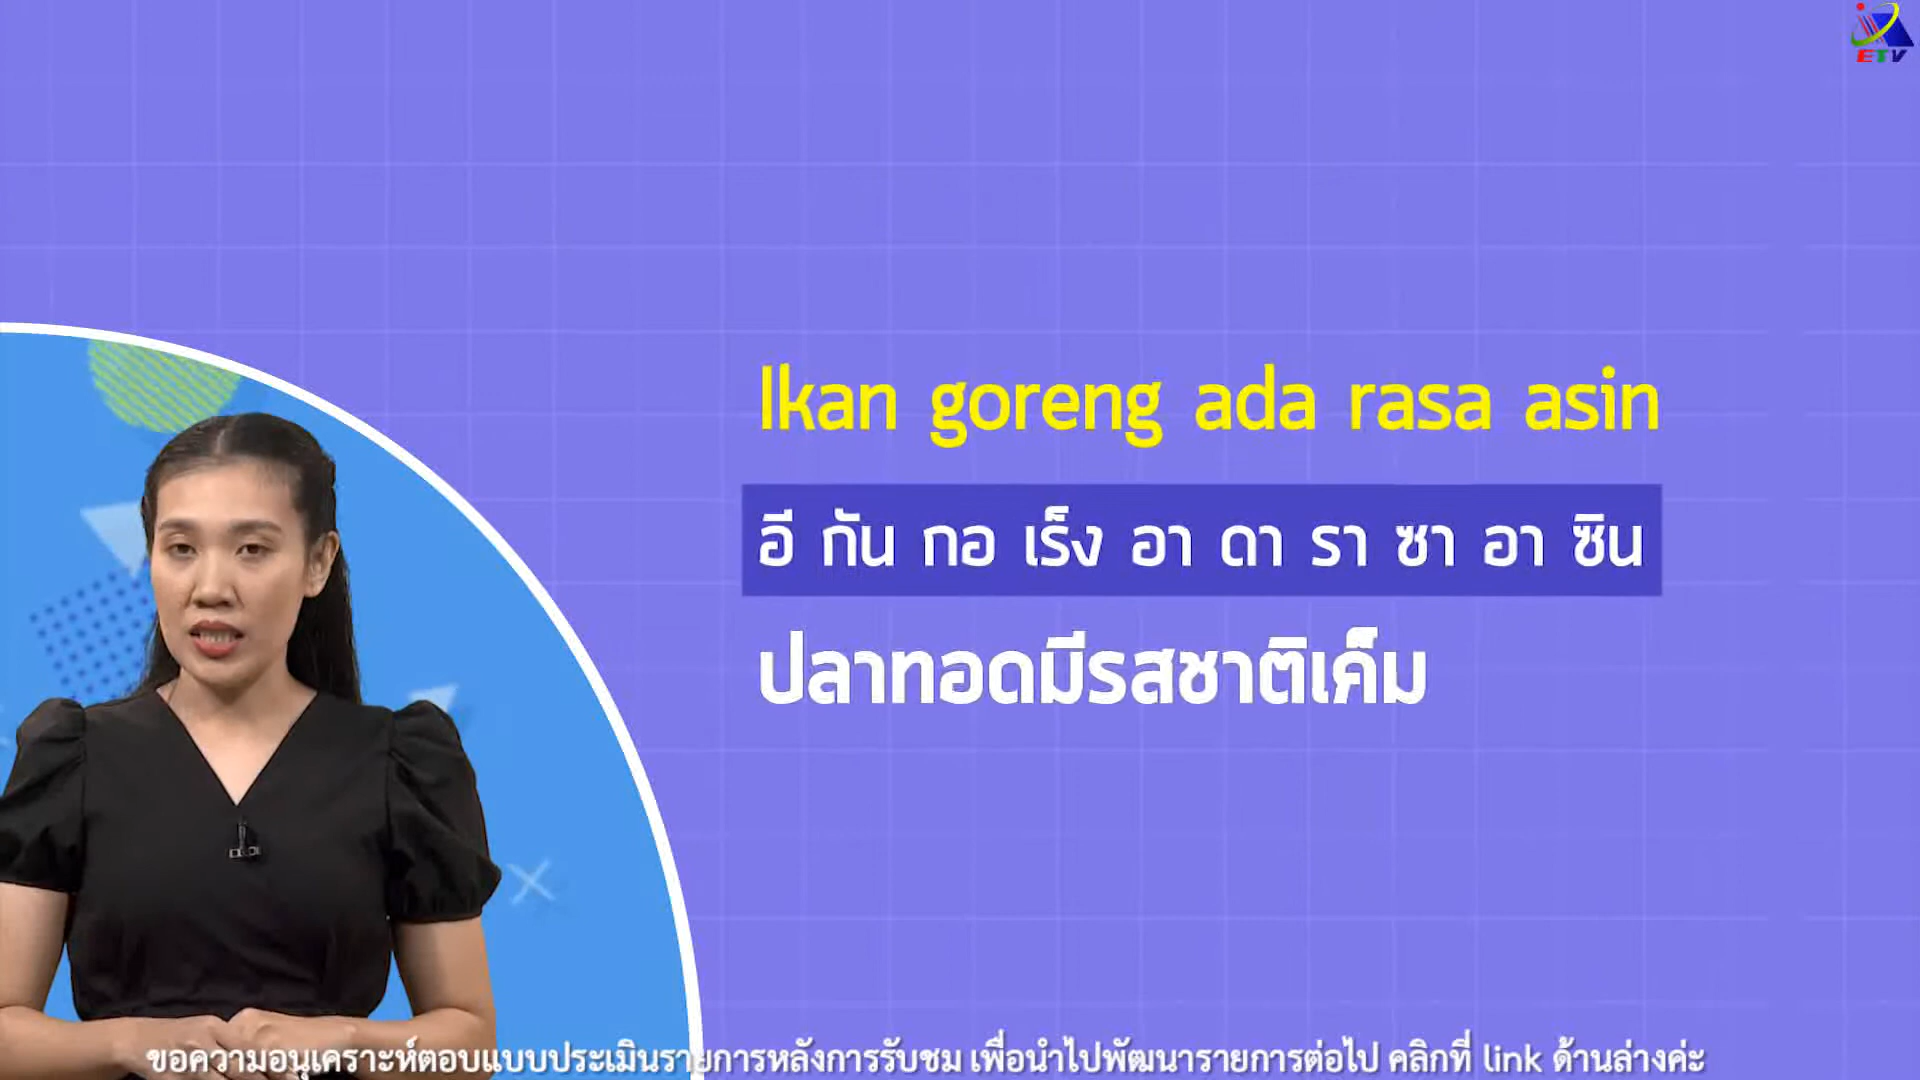 ETV
Ikan goreng ada rasa asin
อี กัน กอ เร็ง อา ดา รา ซา อา ซิน
ปลาทอดมีรสชาติเค็ม
ขอความอนุเคราะห์ตอบแบบประเมินรายการหลังการรับชม เพื่อนำไปพัฒนารายการต่อไป คลิกที่ link ด้านล่างค่ะ